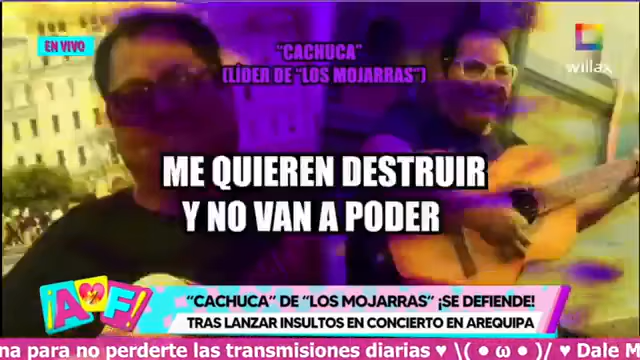 EN VIVO
"CACHUCA"
(LÍDER DE "LOS MOJARRAS")
willax
ME QUIEREN DESTRUIR
Y NO VAN A PODER
¡A F!
"CACHUCA" DE "LOS MOJARRAS" ¡SE DEFIENDE!
TRAS LANZAR INSULTOS EN CONCIERTO EN AREQUIPA
na para no perderte las transmisiones diarias ♥ \( • ω • )/ ♥ Dale M